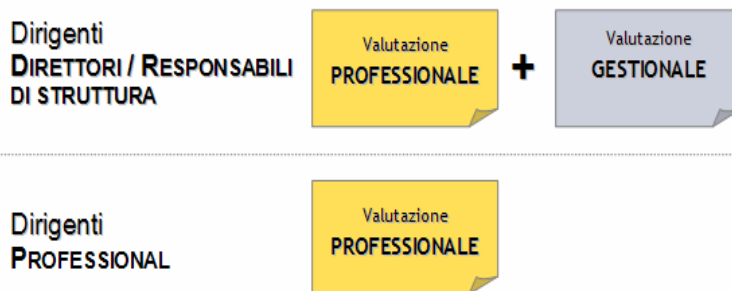 Dirigenti
DIRETTORI / RESPONSABILI
DI STRUTTURA
Valutazione
PROFESSIONALE
+
Valutazione
GESTIONALE
Dirigenti
PROFESSIONAL
Valutazione
PROFESSIONALE